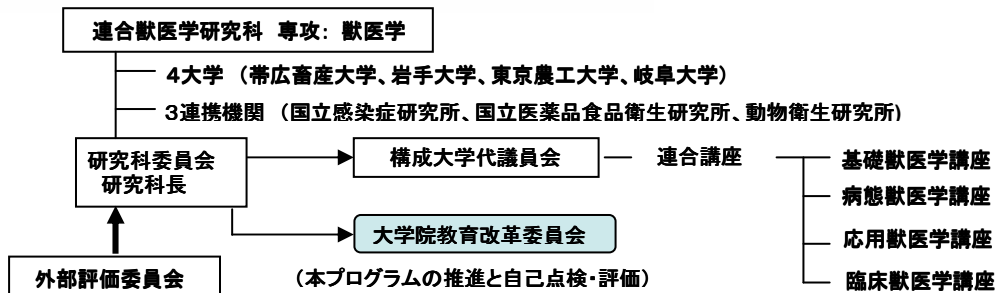 連合獣医学研究科 専攻: 獣医学
4大学 (帯広畜産大学、岩手大学、東京農工大学、岐阜大学)
3連携機関 (国立感染症研究所、国立医薬品食品衛生研究所、動物衛生研究所)
研究科委員会
研究科長
構成大学代議員会
連合講座
基礎獣医学講座
病態獣医学講座
応用獣医学講座
臨床獣医学講座
大学院教育改革委員会
(本プログラムの推進と自己点検・評価)
外部評価委員会